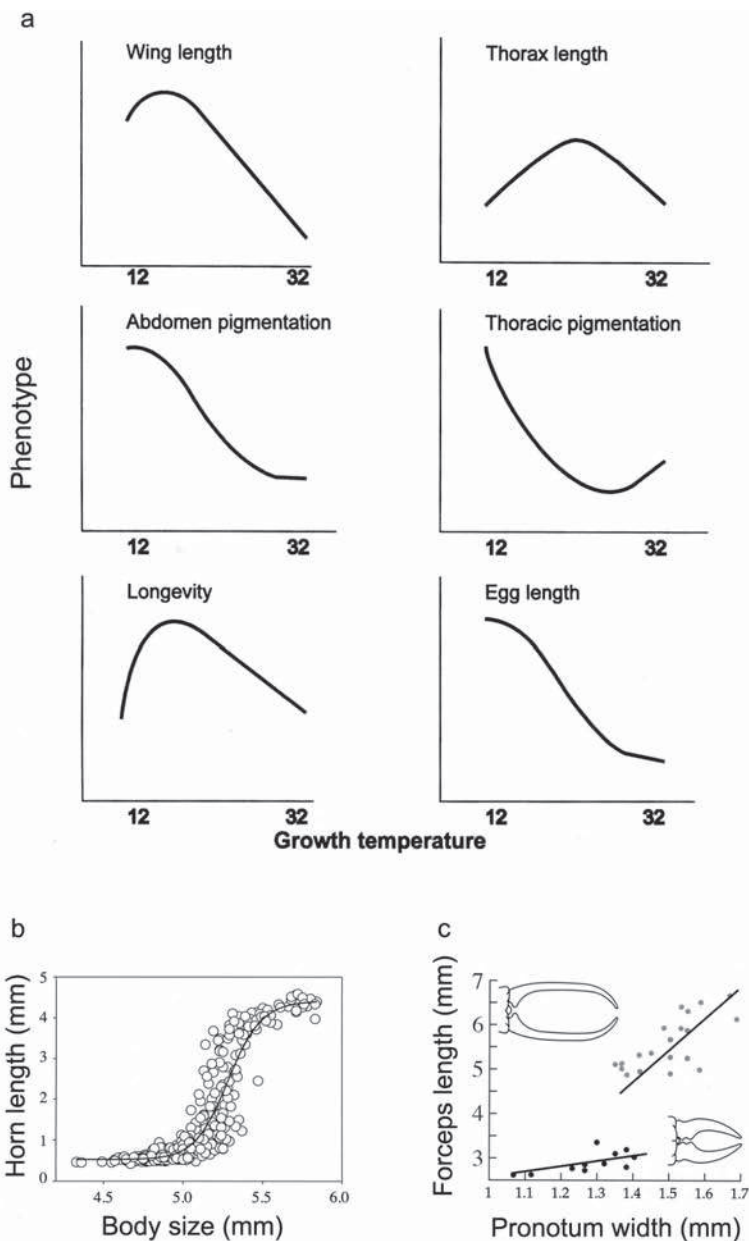 a
Wing length
Thorax length
12 32
12 32
Abdomen pigmentation
Thoracic pigmentation
Phenotype
12 32
12 32
Longevity
Egg length
12 32
12 32
Growth temperature
b
Horn length (mm)
5
4
3
2
1
0
4.5 5.0 5.5 6.0
Body size (mm)
c
Forceps length (mm)
7
6
5
3
3
1 1.1 1.2 1.3 1.4 1.5 1.6 1.7
Pronotum width (mm)